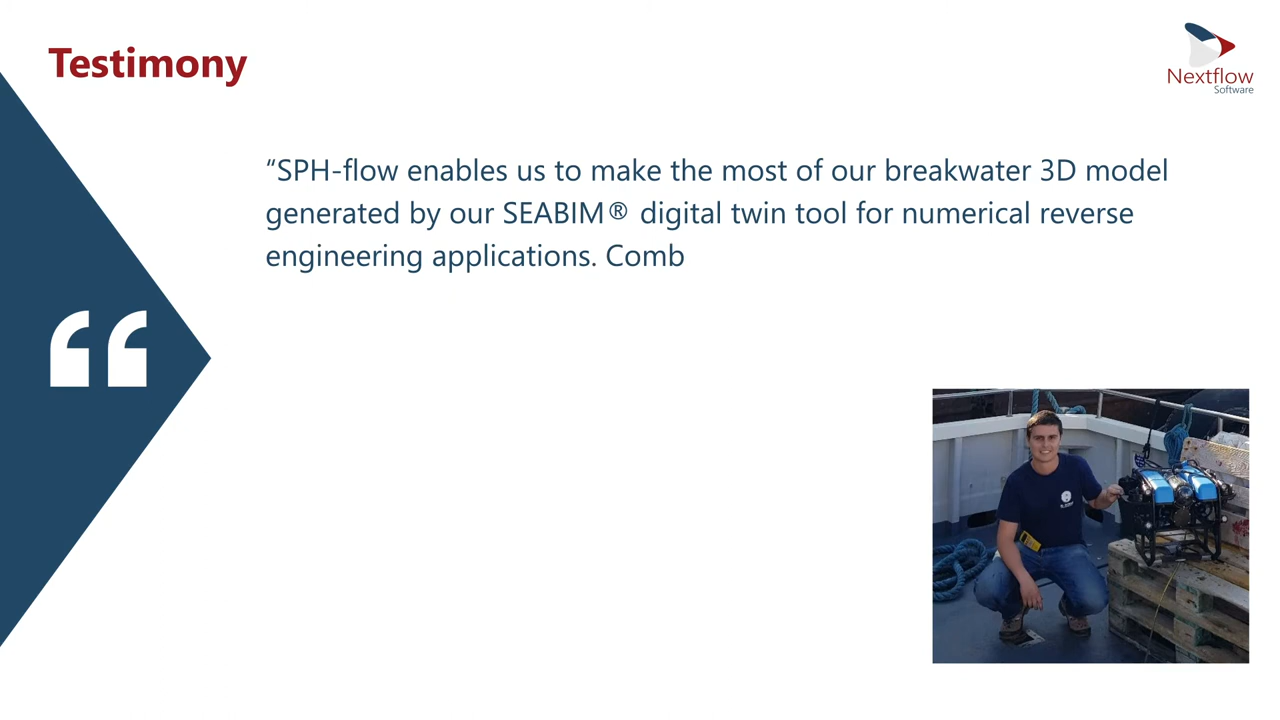 Testimony
Nextflow
Software
“SPH-flow enables us to make the most of our breakwater 3D model
generated by our SEABIM® digital twin tool for numerical reverse
engineering applications. Comb